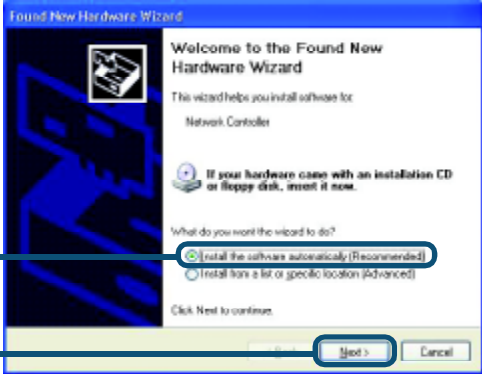 Found New Hardware Wizard
Welcome to the Found New
Hardware Wizard
This wizard helps you install software for:
Network Controller
If your hardware came with an installation CD
or floppy disk, insert it now.
What do you want the wizard to do?
Install the software automatically (Recommended)
Install from a list or specific location (Advanced)
Click Next to continue.
< Back
Next >
Cancel